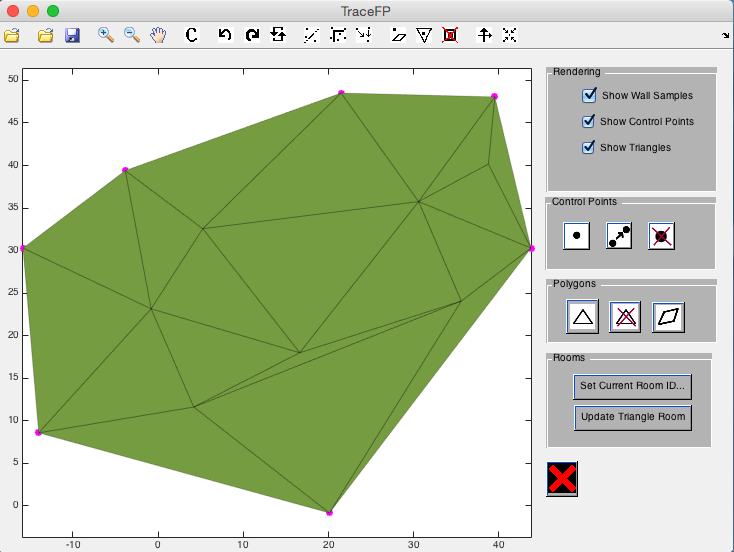 TraceFP
C
50
45
40
35
30
25
20
15
10
5
0
-10
0
10
20
30
40
Rendering
Show Wall Samples
Show Control Points
Show Triangles
Control Points
Polygons
Rooms
Set Current Room ID...
Update Triangle Room